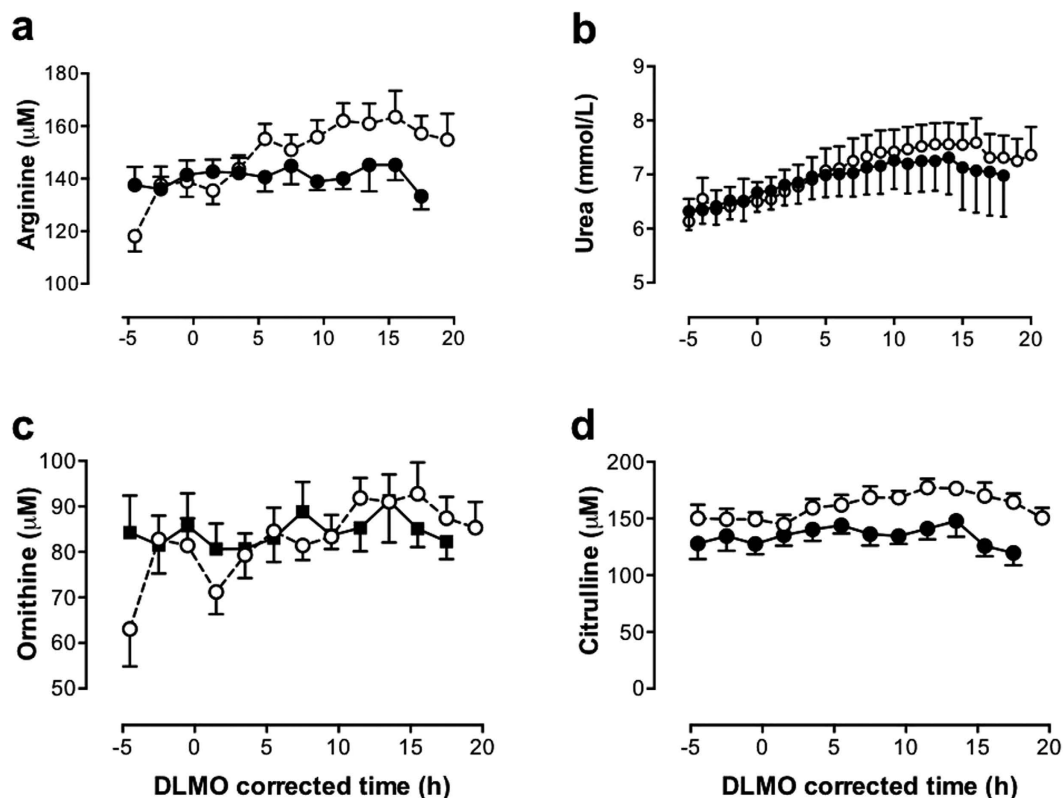 a
Arginine (µM)
180
160
140
120
100
-5 0 5 10 15 20
b
Urea (mmol/L)
9
8
7
6
5
-5 0 5 10 15 20
c
Ornithine (µM)
100
90
80
70
60
50
-5 0 5 10 15 20
DLMO corrected time (h)
d
Citrulline (µM)
200
150
100
50
0
-5 0 5 10 15 20
DLMO corrected time (h)